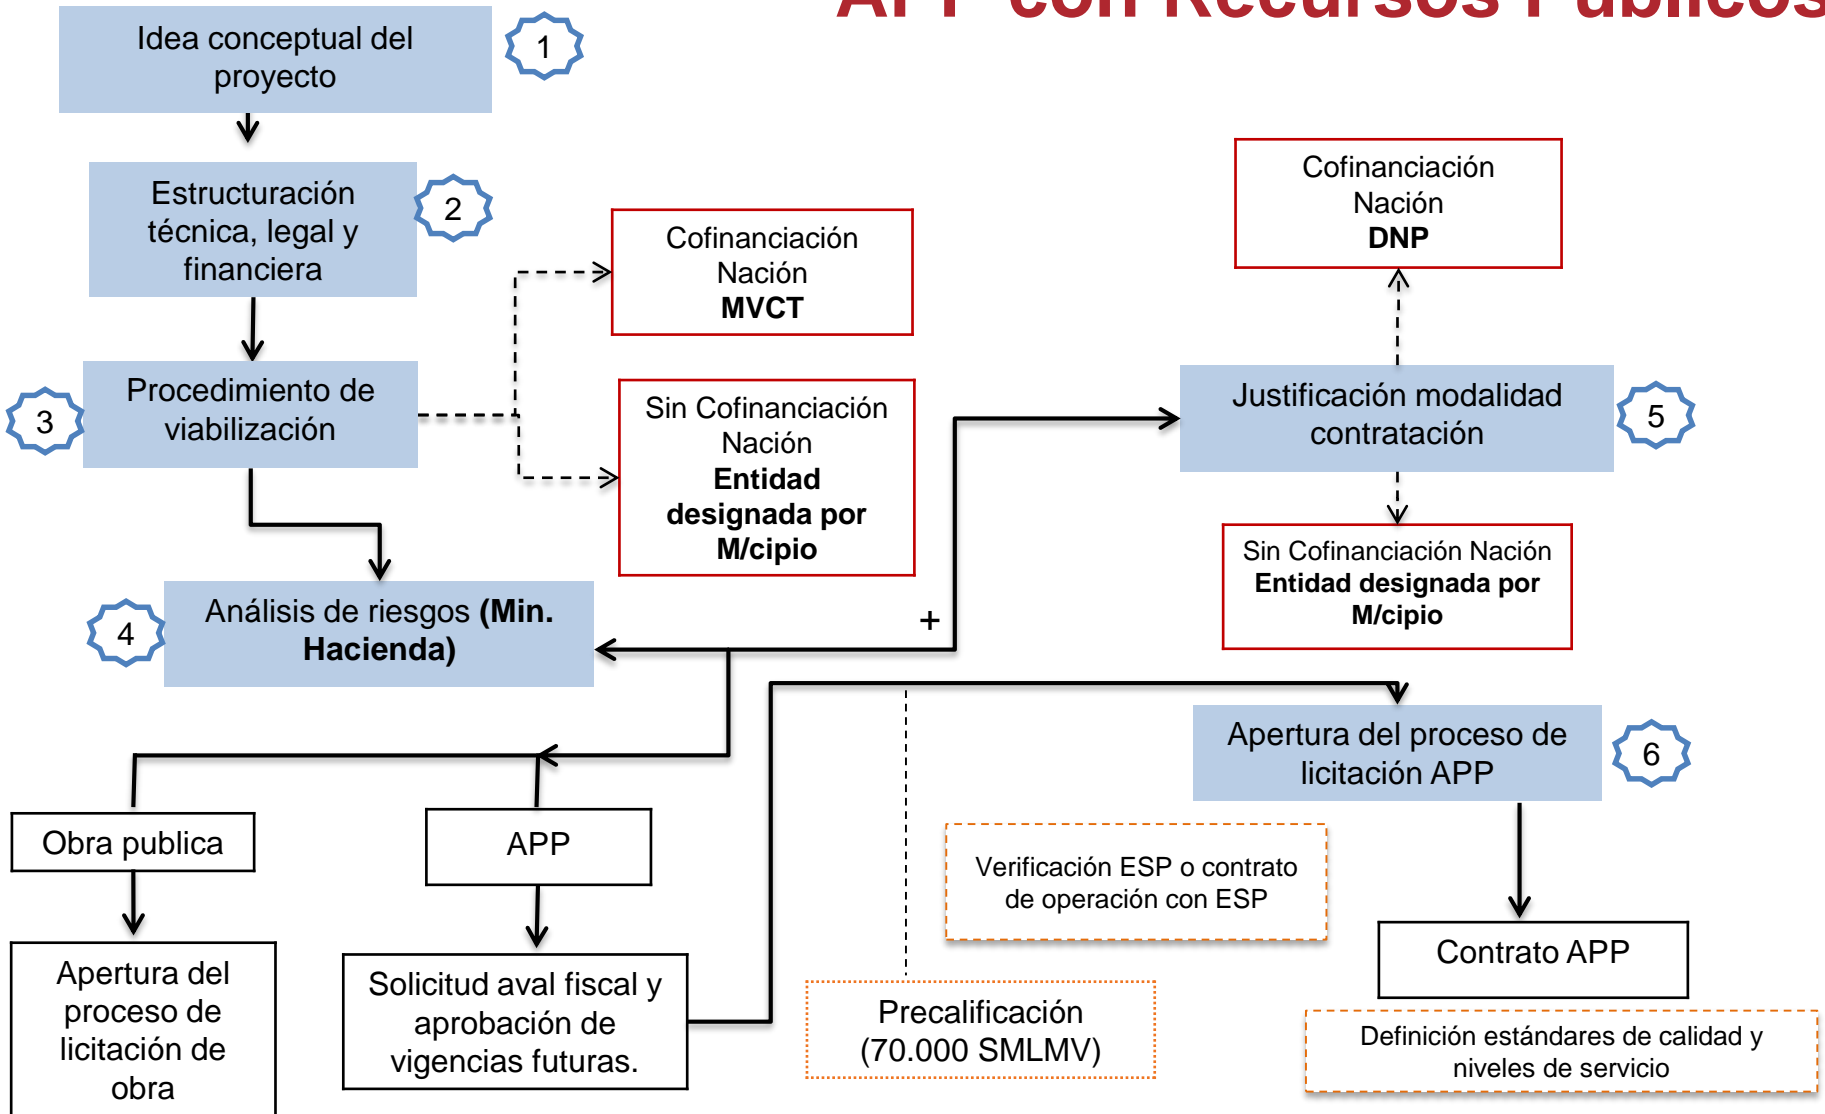 APP con Recursos Públicos
Idea conceptual del
proyecto
1
Estructuración
técnica, legal y
financiera
2
Cofinanciación
Nación
MVCT
Cofinanciación
Nación
DNP
3
Procedimiento de
viabilización
Sin Cofinanciación
Nación
Entidad
designada por
M/cipio
Justificación modalidad
contratación
5
Sin Cofinanciación Nación
Entidad designada por
M/cipio
4
Análisis de riesgos (Min.
Hacienda)
+
Apertura del proceso de
licitación APP
6
Obra publica
APP
Verificación ESP o contrato
de operación con ESP
Apertura del
proceso de
licitación de
obra
Solicitud aval fiscal y
aprobación de
vigencias futuras.
Precalificación
(70.000 SMLMV)
Contrato APP
Definición estándares de calidad y
niveles de servicio